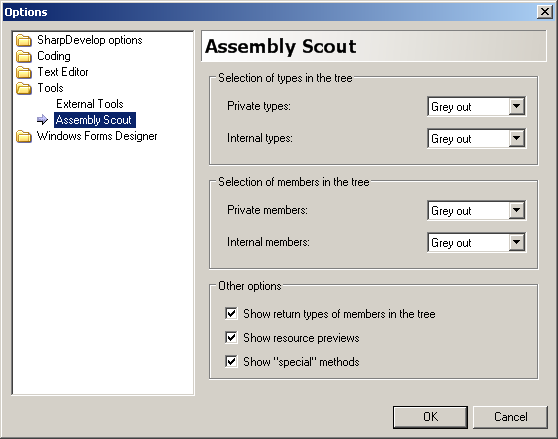 Options
SharpDevelop options
Coding
Text Editor
Tools
External Tools
Assembly Scout
Windows Forms Designer
Assembly Scout
Selection of types in the tree
Private types: Grey out
Internal types: Grey out
Selection of members in the tree
Private members: Grey out
Internal members: Grey out
Other options
Show return types of members in the tree
Show resource previews
Show "special" methods
OK Cancel